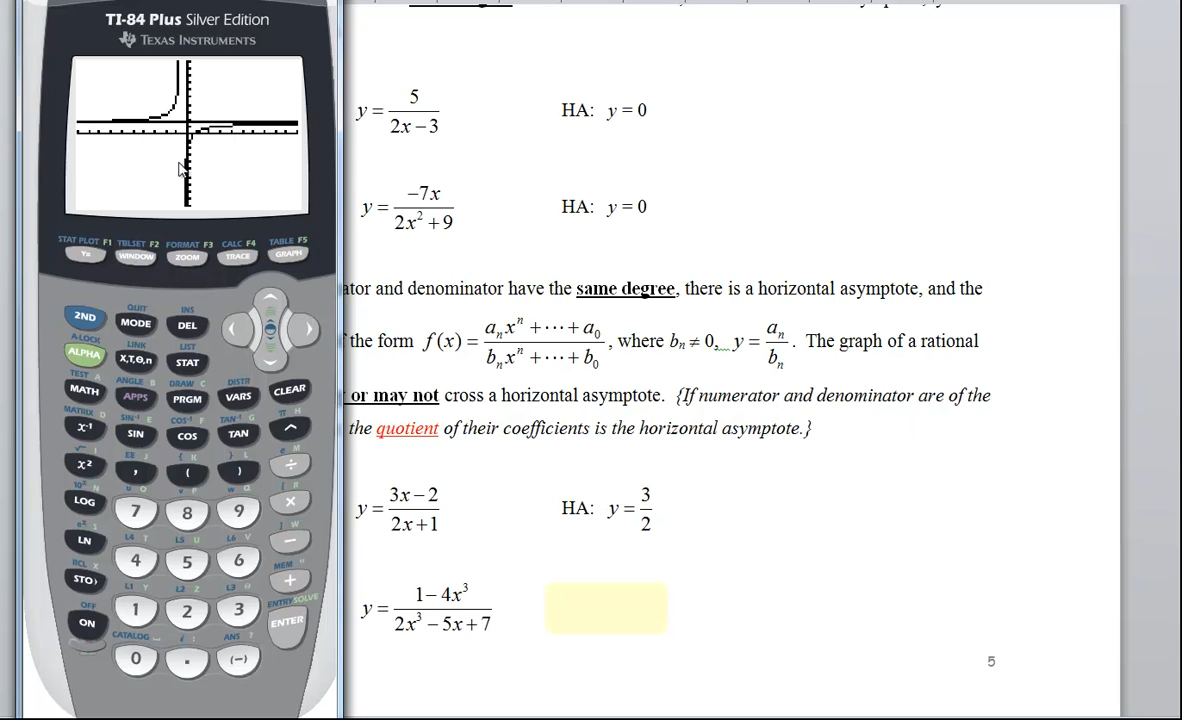 TI-84 Plus Silver Edition
TEXAS INSTRUMENTS
STAT PLOT F1 TBLSET F2 FORMAT F3 CALC F4 TABLE F5
Y= WINDOW ZOOM TRACE GRAPH
QUIT INS
2ND MODE DEL
A-LOCK LINK LIST
ALPHA X,T,Θ,n STAT
TEST A ANGLE B DRAW C DISTR
MATH APPS PRGM VARS CLEAR
MATRIX D SIN⁻¹ E COS⁻¹ F TAN⁻¹ G π H
x⁻¹ SIN COS TAN ^
√ I EE J { K } L e M
x² , ( ) ÷
10ˣ N u O v P w Q [ R
LOG 7 8 9 ×
eˣ S L4 T L5 U L6 V ] W
LN 4 5 6 −
RCL X L1 Y L2 Z L3 θ MEM "
STO› 1 2 3 +
OFF CATALOG ⎵ i : ANS ? ENTRY SOLVE
ON 0 . (−) ENTER
y = 5/(2x − 3) HA: y = 0
y = −7x/(2x² + 9) HA: y = 0
ator and denominator have the same degree, there is a horizontal asymptote, and the
the form f(x) = (aₙxⁿ + ⋯ + a₀)/(bₙxⁿ + ⋯ + b₀), where bₙ ≠ 0, y = aₙ/bₙ. The graph of a rational
or may not cross a horizontal asymptote. {If numerator and denominator are of the
the quotient of their coefficients is the horizontal asymptote.}
y = (3x − 2)/(2x + 1) HA: y = 3/2
y = (1 − 4x³)/(2x³ − 5x + 7)
5